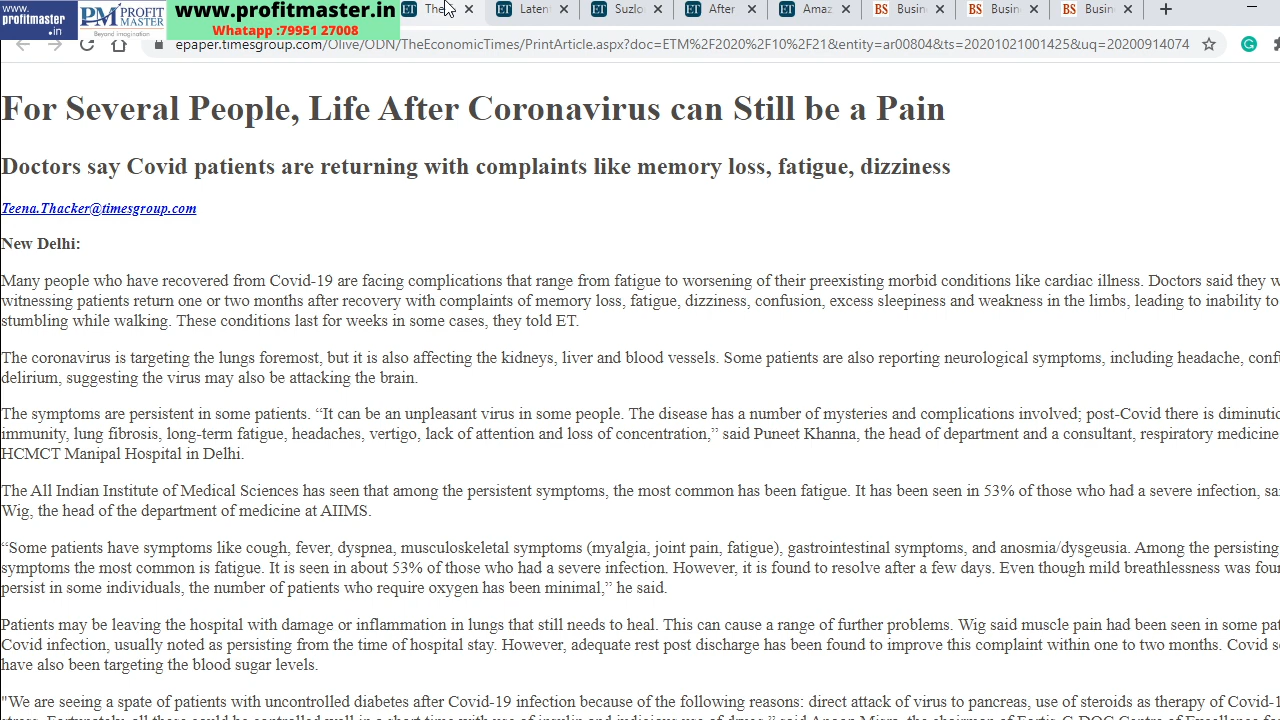 www.
profitmaster
.in
PM PROFIT
MASTER
Beyond imagination
www.profitmaster.in
Whatapp :79951 27008
ET The
ET Laten
ET Suzlo
ET After
ET Amaz
BS Busin
BS Busin
BS Busin
epaper.timesgroup.com/Olive/ODN/TheEconomicTimes/PrintArticle.aspx?doc=ETM%2F2020%2F10%2F21&entity=ar00804&ts=20201021001425&uq=20200914074
For Several People, Life After Coronavirus can Still be a Pain
Doctors say Covid patients are returning with complaints like memory loss, fatigue, dizziness
Teena.Thacker@timesgroup.com
New Delhi:
Many people who have recovered from Covid-19 are facing complications that range from fatigue to worsening of their preexisting morbid conditions like cardiac illness. Doctors said they w
witnessing patients return one or two months after recovery with complaints of memory loss, fatigue, dizziness, confusion, excess sleepiness and weakness in the limbs, leading to inability to
stumbling while walking. These conditions last for weeks in some cases, they told ET.
The coronavirus is targeting the lungs foremost, but it is also affecting the kidneys, liver and blood vessels. Some patients are also reporting neurological symptoms, including headache, conf
delirium, suggesting the virus may also be attacking the brain.
The symptoms are persistent in some patients. “It can be an unpleasant virus in some people. The disease has a number of mysteries and complications involved; post-Covid there is diminutio
immunity, lung fibrosis, long-term fatigue, headaches, vertigo, lack of attention and loss of concentration,” said Puneet Khanna, the head of department and a consultant, respiratory medicine
HCMCT Manipal Hospital in Delhi.
The All Indian Institute of Medical Sciences has seen that among the persistent symptoms, the most common has been fatigue. It has been seen in 53% of those who had a severe infection, sai
Wig, the head of the department of medicine at AIIMS.
“Some patients have symptoms like cough, fever, dyspnea, musculoskeletal symptoms (myalgia, joint pain, fatigue), gastrointestinal symptoms, and anosmia/dysgeusia. Among the persisting
symptoms the most common is fatigue. It is seen in about 53% of those who had a severe infection. However, it is found to resolve after a few days. Even though mild breathlessness was foun
persist in some individuals, the number of patients who require oxygen has been minimal,” he said.
Patients may be leaving the hospital with damage or inflammation in lungs that still needs to heal. This can cause a range of further problems. Wig said muscle pain had been seen in some pat
Covid infection, usually noted as persisting from the time of hospital stay. However, adequate rest post discharge has been found to improve this complaint within one to two months. Covid s
have also been targeting the blood sugar levels.
"We are seeing a spate of patients with uncontrolled diabetes after Covid-19 infection because of the following reasons: direct attack of virus to pancreas, use of steroids as therapy of Covid-1